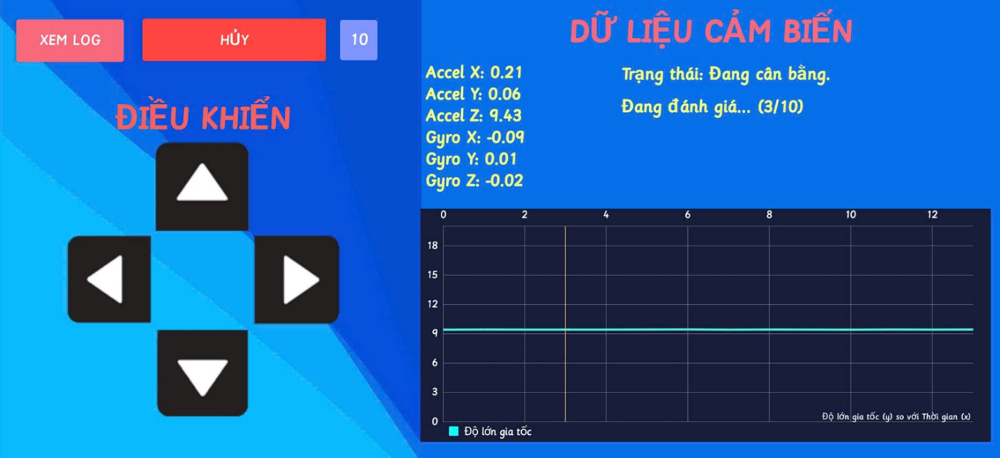 XEM LOG
HỦY
10
ĐIỀU KHIỂN
DỮ LIỆU CẢM BIẾN
Accel X: 0.21
Accel Y: 0.06
Accel Z: 9.43
Gyro X: -0.09
Gyro Y: 0.01
Gyro Z: -0.02
Trạng thái: Đang cân bằng.
Đang đánh giá... (3/10)
0 2 4 6 8 10 12
18
15
12
9
6
3
0
Độ lớn gia tốc (y) so với Thời gian (x)
Độ lớn gia tốc